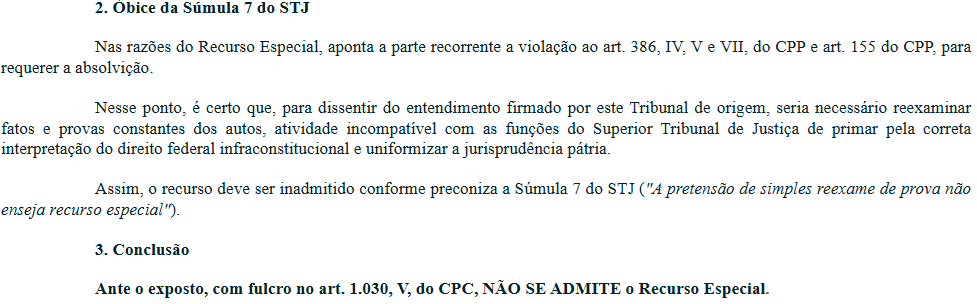 2. Óbice da Súmula 7 do STJ
Nas razões do Recurso Especial, aponta a parte recorrente a violação ao art. 386, IV, V e VII, do CPP e art. 155 do CPP, para
requerer a absolvição.
Nesse ponto, é certo que, para dissentir do entendimento firmado por este Tribunal de origem, seria necessário reexaminar
fatos e provas constantes dos autos, atividade incompatível com as funções do Superior Tribunal de Justiça de primar pela correta
interpretação do direito federal infraconstitucional e uniformizar a jurisprudência pátria.
Assim, o recurso deve ser inadmitido conforme preconiza a Súmula 7 do STJ ("A pretensão de simples reexame de prova não
enseja recurso especial").
3. Conclusão
Ante o exposto, com fulcro no art. 1.030, V, do CPC, NÃO SE ADMITE o Recurso Especial.